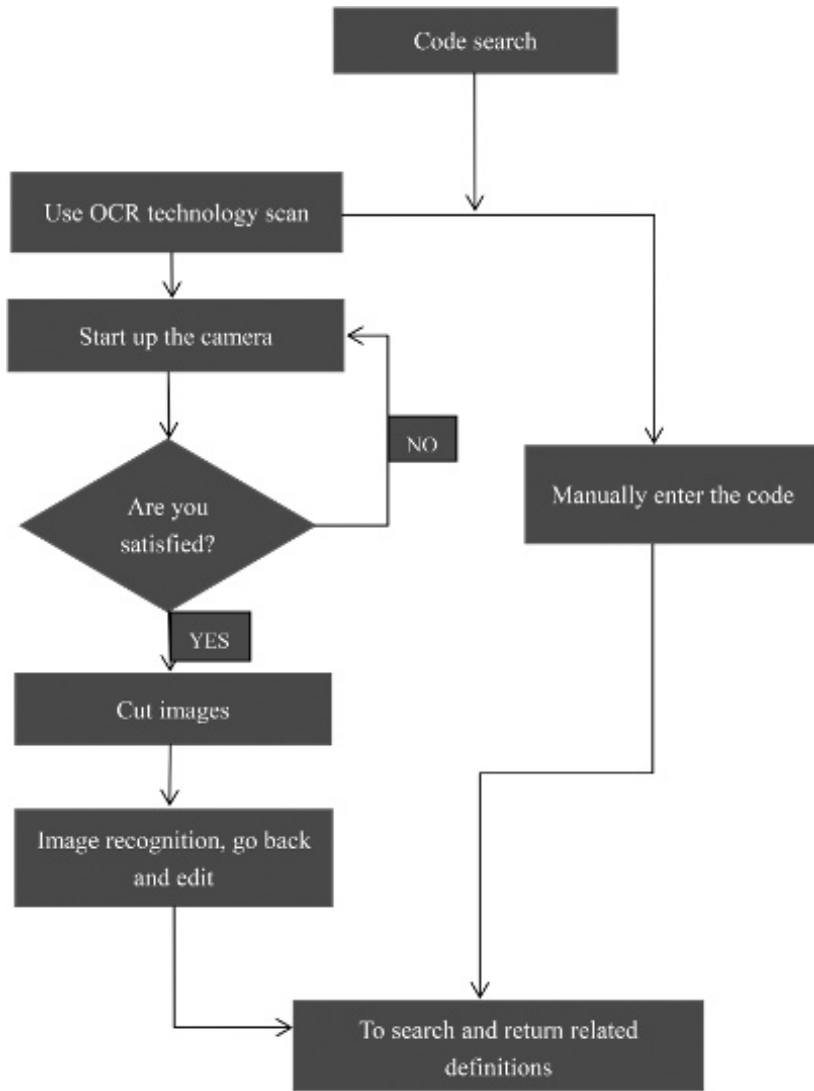 Code search
Use OCR technology scan
Start up the camera
NO
Are you
satisfied?
Manually enter the code
YES
Cut images
Image recognition, go back
and edit
To search and return related
definitions